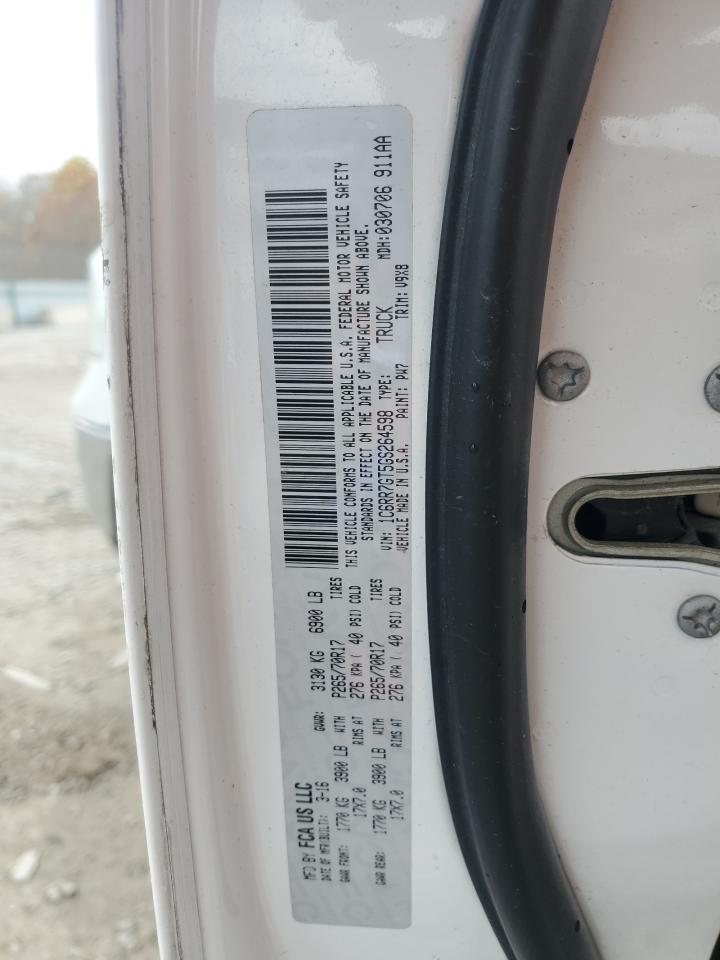 MFD BY FCA US LLC
DATE OF MFR(BUILT): 3-16 GVWR: 3130 KG 6900 LB
GAWR FRONT: 1770 KG 3900 LB WITH P265/70R17 TIRES
17X7.0 RIMS AT 276 KPA ( 40 PSI) COLD
GAWR REAR: 1770 KG 3900 LB WITH P265/70R17 TIRES
17X7.0 RIMS AT 276 KPA ( 40 PSI) COLD
THIS VEHICLE CONFORMS TO ALL APPLICABLE U.S.A. FEDERAL MOTOR VEHICLE SAFETY
STANDARDS IN EFFECT ON THE DATE OF MANUFACTURE SHOWN ABOVE.
VIN: 1C6RR7GT5GS264598 TYPE: TRUCK MDH:030706 911AA
VEHICLE MADE IN U.S.A. PAINT: PW7 TRIM: V9X8